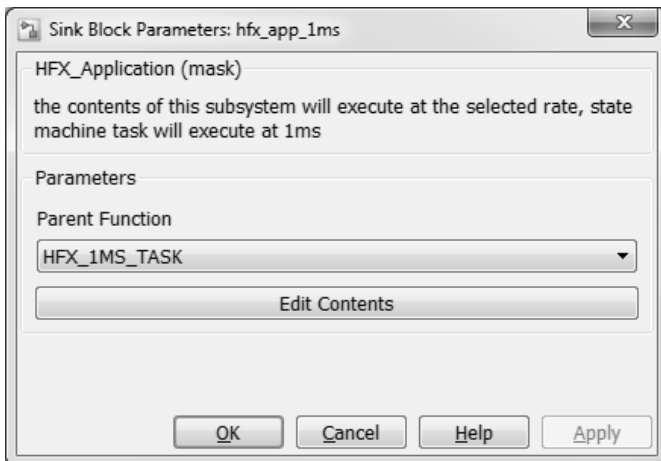 Sink Block Parameters: hfx_app_1ms
HFX_Application (mask)
the contents of this subsystem will execute at the selected rate, state
machine task will execute at 1ms
Parameters
Parent Function
HFX_1MS_TASK
Edit Contents
OK Cancel Help Apply